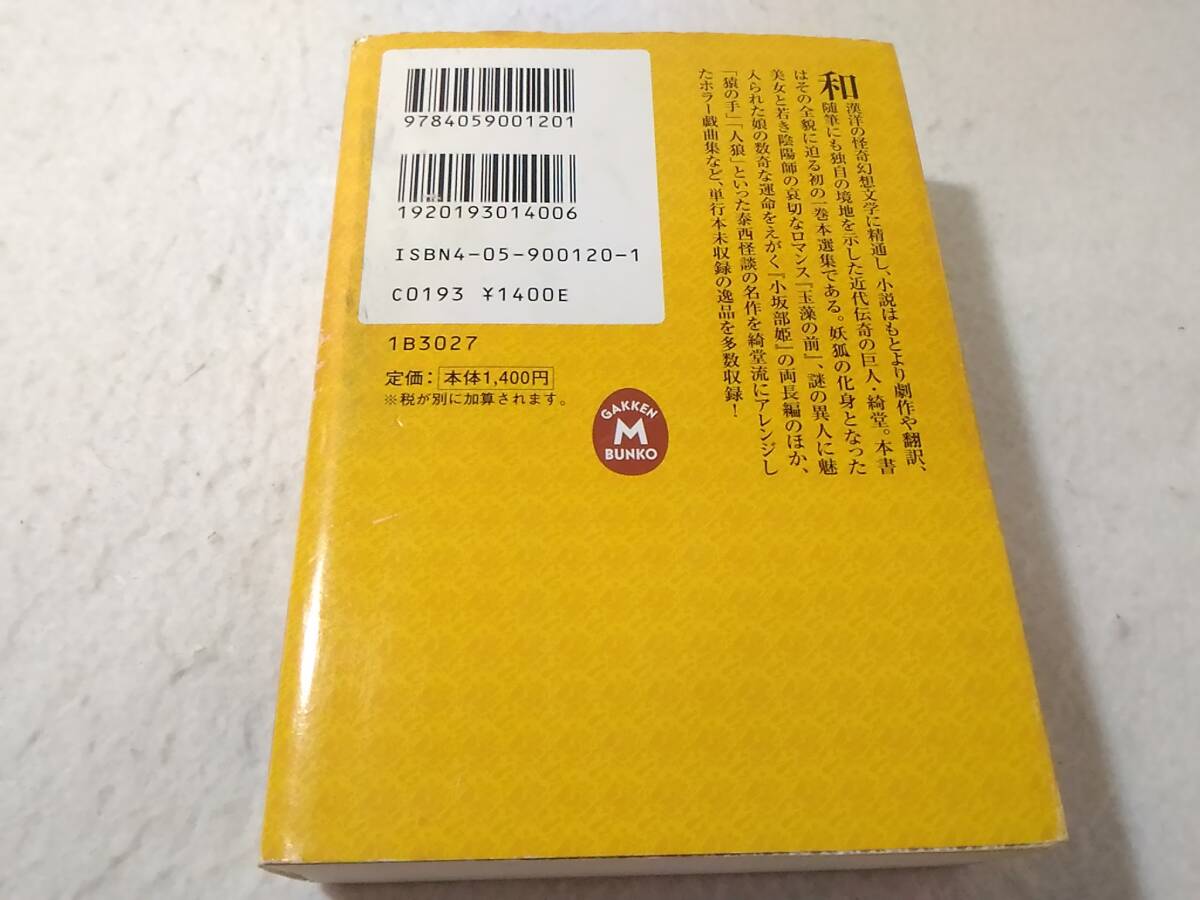 9784059001201
1920193014006
ISBN4-05-900120-1
C0193 ¥1400E
1B3027
定価：本体1,400円
※税が別に加算されます。
GAKKEN
M
BUNKO
和漢洋の怪奇幻想文学に精通し、小説はもとより劇作や翻訳、
随筆にも独自の境地を示した近代伝奇の巨人・綺堂。本書
はその全貌に迫る初の一巻本選集である。妖狐の化身となった
美女と若き陰陽師の哀切なロマンス『玉藻の前』、謎の異人に魅
入られた娘の数奇な運命をえがく『小坂部姫』の両長編のほか、
「猿の手」「人狼」といった泰西怪談の名作を綺堂流にアレンジし
たホラー戯曲集など、単行本未収録の逸品を多数収録！